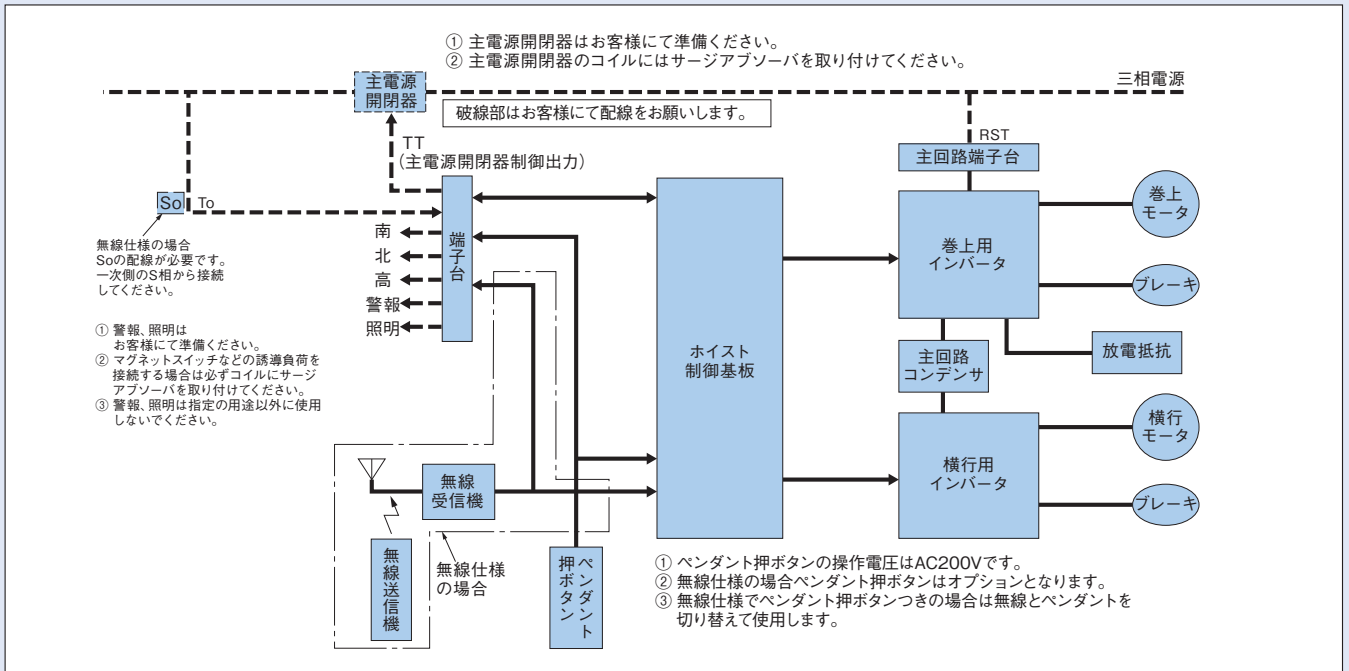 ① 主電源開閉器はお客様にて準備ください。
② 主電源開閉器のコイルにはサージアブソーバを取り付けてください。
三相電源
主電源
開閉器
破線部はお客様にて配線をお願いします。
TT
(主電源開閉器制御出力)
RST
主回路端子台
So
To
無線仕様の場合
Soの配線が必要です。
一次側のS相から接続
してください。
南
北
高
警報
照明
端子台
① 警報、照明は
お客様にて準備ください。
② マグネットスイッチなどの誘導負荷を
接続する場合は必ずコイルにサージ
アブソーバを取り付けてください。
③ 警報、照明は指定の用途以外に使用
しないでください。
ホイスト
制御基板
巻上用
インバータ
巻上
モータ
ブレーキ
主回路
コンデンサ
放電抵抗
横行用
インバータ
横行
モータ
ブレーキ
無線
受信機
無線送信機
無線仕様
の場合
ペンダント
押ボタン
① ペンダント押ボタンの操作電圧はAC200Vです。
② 無線仕様の場合ペンダント押ボタンはオプションとなります。
③ 無線仕様でペンダント押ボタンつきの場合は無線とペンダントを
切り替えて使用します。